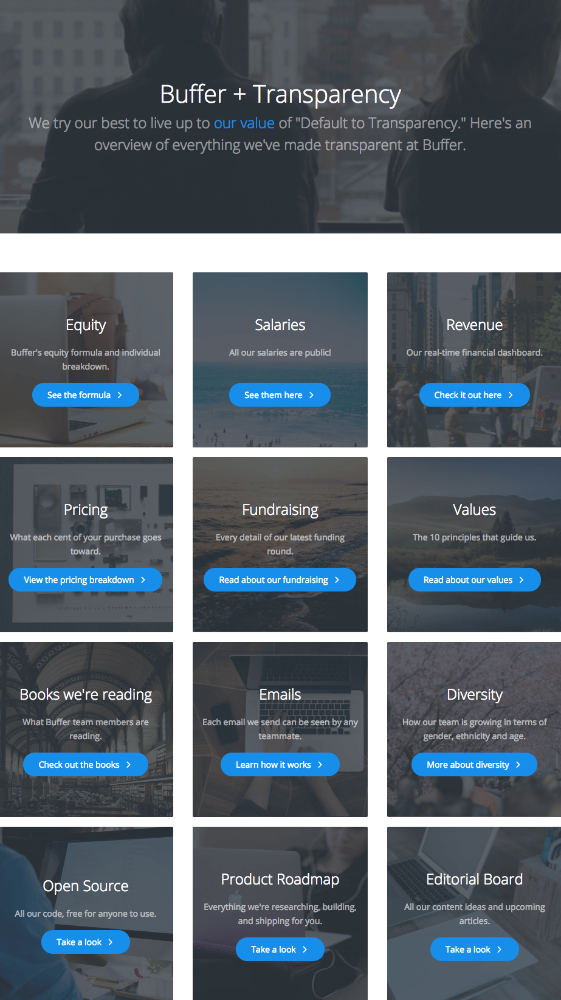 Buffer + Transparency
We try our best to live up to our value of "Default to Transparency." Here's an
overview of everything we've made transparent at Buffer.
Equity
Buffer's equity formula and individual
breakdown.
See the formula
Salaries
All our salaries are public!
See them here
Revenue
Our real-time financial dashboard.
Check it out here
Pricing
What each cent of your purchase goes
toward.
View the pricing breakdown
Fundraising
Every detail of our latest funding
round.
Read about our fundraising
Values
The 10 principles that guide us.
Read about our values
Books we're reading
What Buffer team members are
reading.
Check out the books
Emails
Each email we send can be seen by any
teammate.
Learn how it works
Diversity
How our team is growing in terms of
gender, ethnicity and age.
More about diversity
Open Source
All our code, free for anyone to use.
Take a look
Product Roadmap
Everything we're researching, building,
and shipping for you.
Take a look
Editorial Board
All our content ideas and upcoming
articles.
Take a look